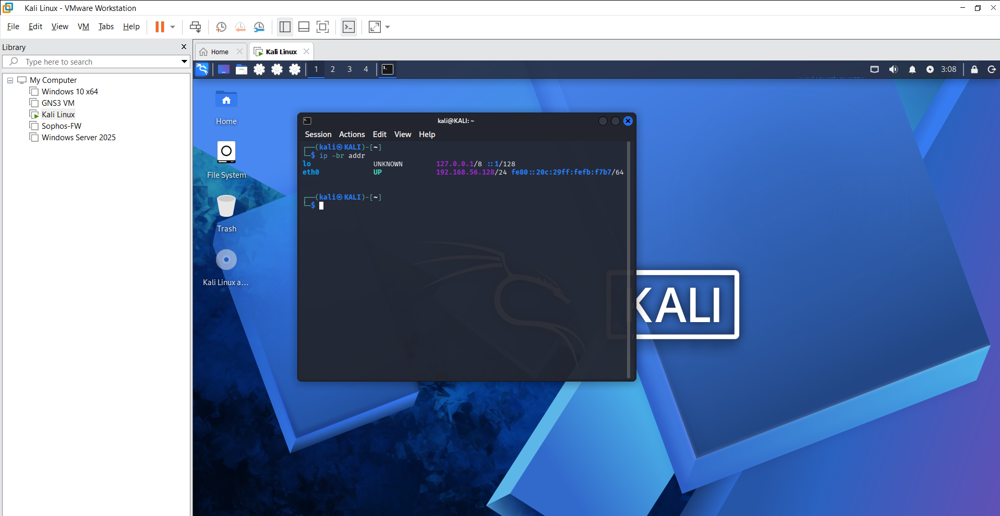 Kali Linux - VMware Workstation
File Edit View VM Tabs Help
Library
Type here to search
My Computer
Windows 10 x64
GNS3 VM
Kali Linux
Sophos-FW
Windows Server 2025
Home
Kali Linux
1 2 3 4
3:08
Home
File System
Trash
Kali Linux a...
kali@KALI: ~
Session Actions Edit View Help
┌──(kali㉿KALI)-[~]
└─$ ip -br addr
lo UNKNOWN 127.0.0.1/8 ::1/128
eth0 UP 192.168.56.128/24 fe80::20c:29ff:fefb:f7b7/64
┌──(kali㉿KALI)-[~]
└─$
KALI